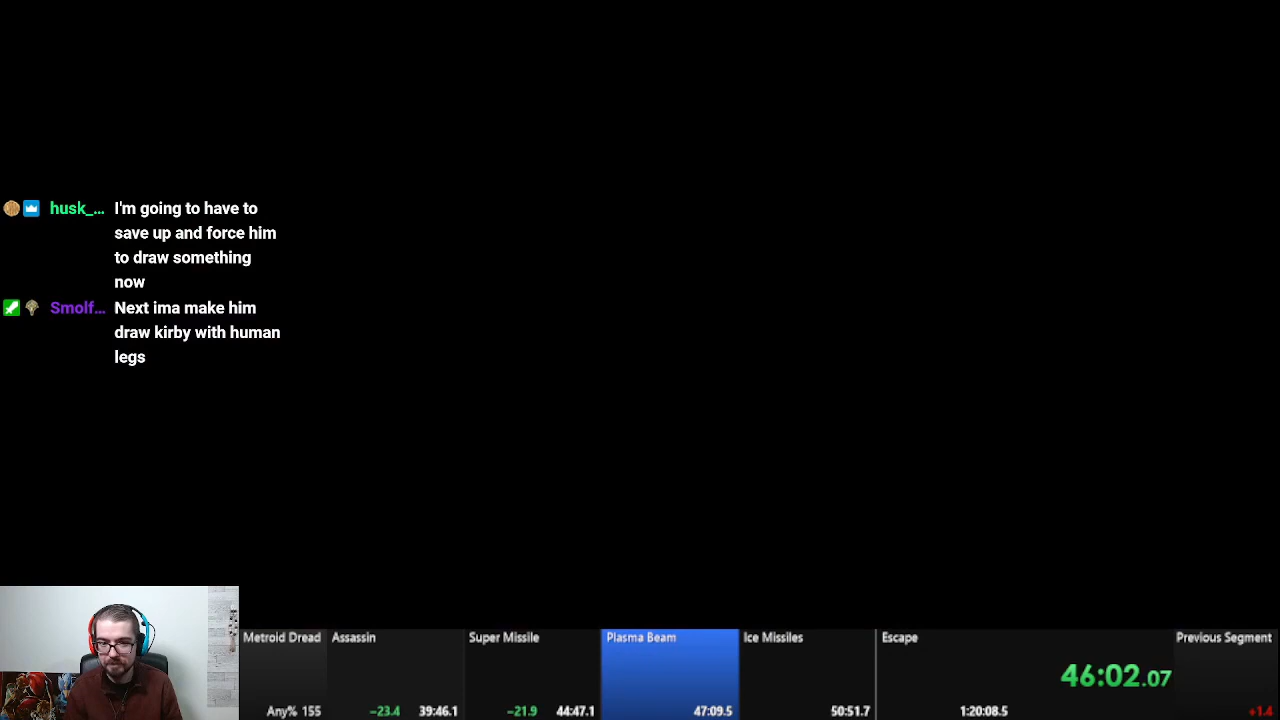 husk_... I'm going to have to
save up and force him
to draw something
now
Smolf... Next ima make him
draw kirby with human
legs
Metroid Dread Assassin Super Missile Plasma Beam Ice Missiles Escape Previous Segment
46:02.07
Any% 155 −23.4 39:46.1 −21.9 44:47.1 47:09.5 50:51.7 1:20:08.5 +1.4